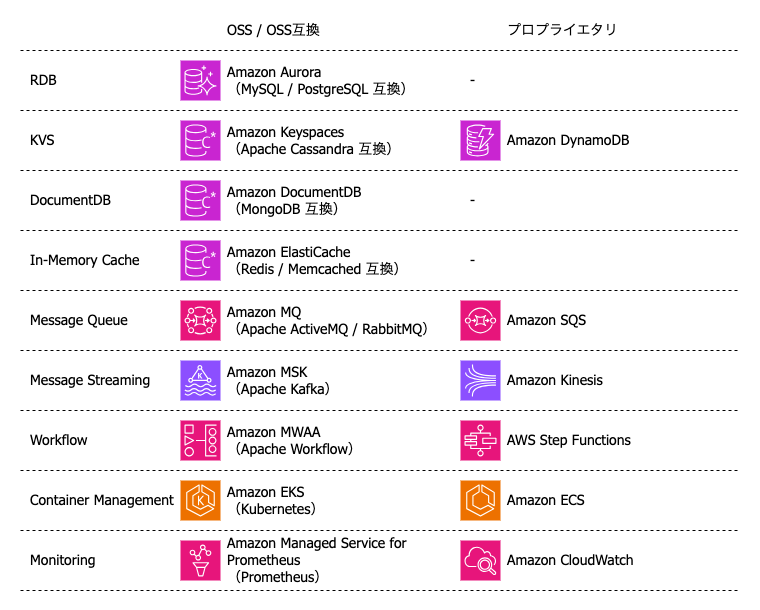 OSS / OSS互換
プロプライエタリ
RDB
Amazon Aurora
（MySQL / PostgreSQL 互換）
-
KVS
Amazon Keyspaces
（Apache Cassandra 互換）
Amazon DynamoDB
DocumentDB
Amazon DocumentDB
（MongoDB 互換）
-
In-Memory Cache
Amazon ElastiCache
（Redis / Memcached 互換）
-
Message Queue
Amazon MQ
（Apache ActiveMQ / RabbitMQ）
Amazon SQS
Message Streaming
Amazon MSK
（Apache Kafka）
Amazon Kinesis
Workflow
Amazon MWAA
（Apache Workflow）
AWS Step Functions
Container Management
Amazon EKS
（Kubernetes）
Amazon ECS
Monitoring
Amazon Managed Service for
Prometheus
（Prometheus）
Amazon CloudWatch